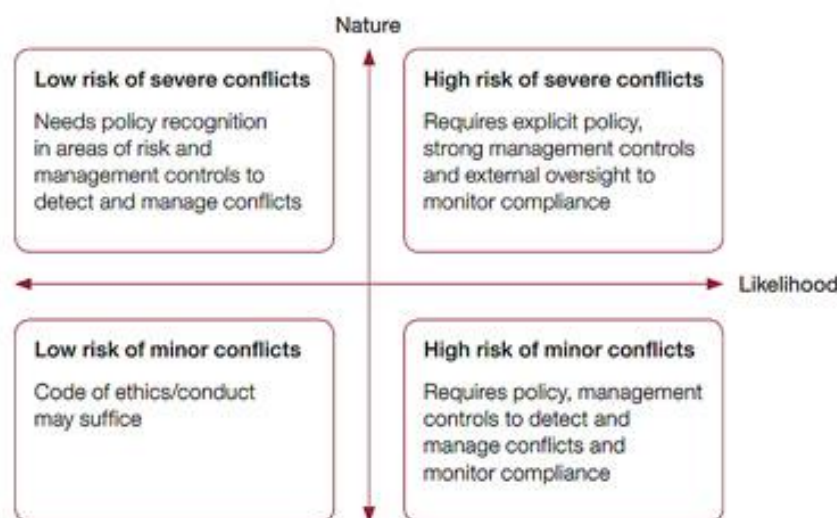 Nature
Low risk of severe conflicts
Needs policy recognition
in areas of risk and
management controls to
detect and manage conflicts
High risk of severe conflicts
Requires explicit policy,
strong management controls
and external oversight to
monitor compliance
Likelihood
Low risk of minor conflicts
Code of ethics/conduct
may suffice
High risk of minor conflicts
Requires policy, management
controls to detect and
manage conflicts and
monitor compliance